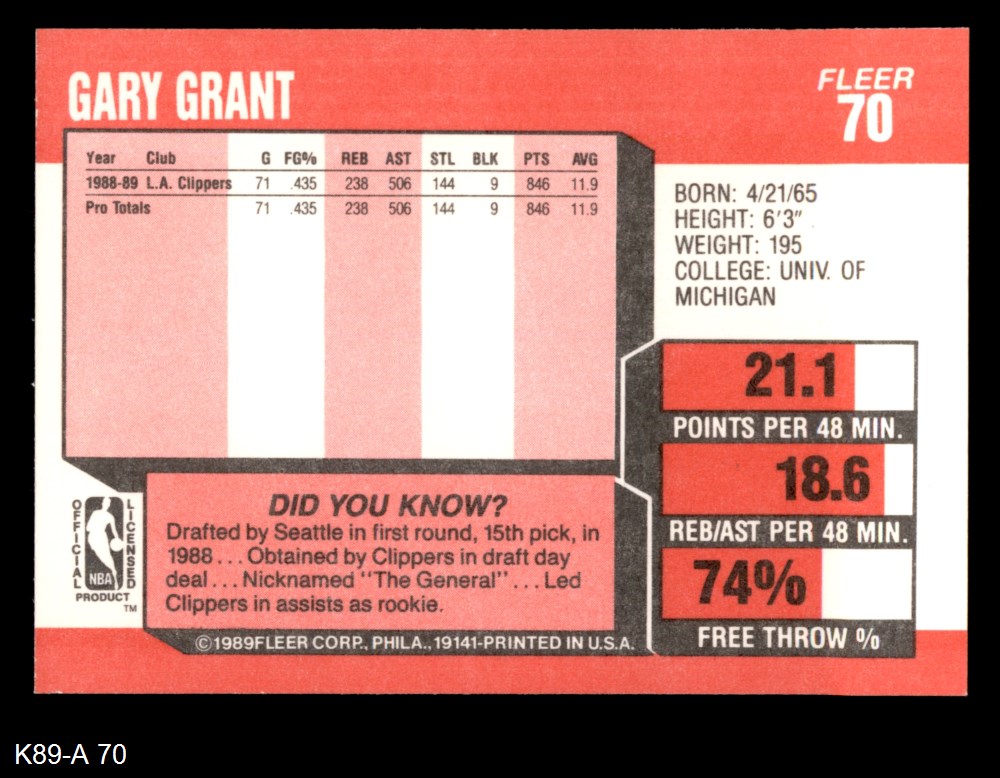 GARY GRANT
FLEER
70
Year Club G FG% REB AST STL BLK PTS AVG
1988-89 L.A. Clippers 71 .435 238 506 144 9 846 11.9
Pro Totals 71 .435 238 506 144 9 846 11.9
BORN: 4/21/65
HEIGHT: 6'3"
WEIGHT: 195
COLLEGE: UNIV. OF
MICHIGAN
21.1
POINTS PER 48 MIN.
18.6
REB/AST PER 48 MIN.
74%
FREE THROW %
OFFICIAL
LICENSED
NBA
PRODUCT
TM
DID YOU KNOW?
Drafted by Seattle in first round, 15th pick, in
1988...Obtained by Clippers in draft day
deal...Nicknamed "The General"...Led
Clippers in assists as rookie.
©1989FLEER CORP., PHILA., 19141-PRINTED IN U.S.A.
K89-A 70